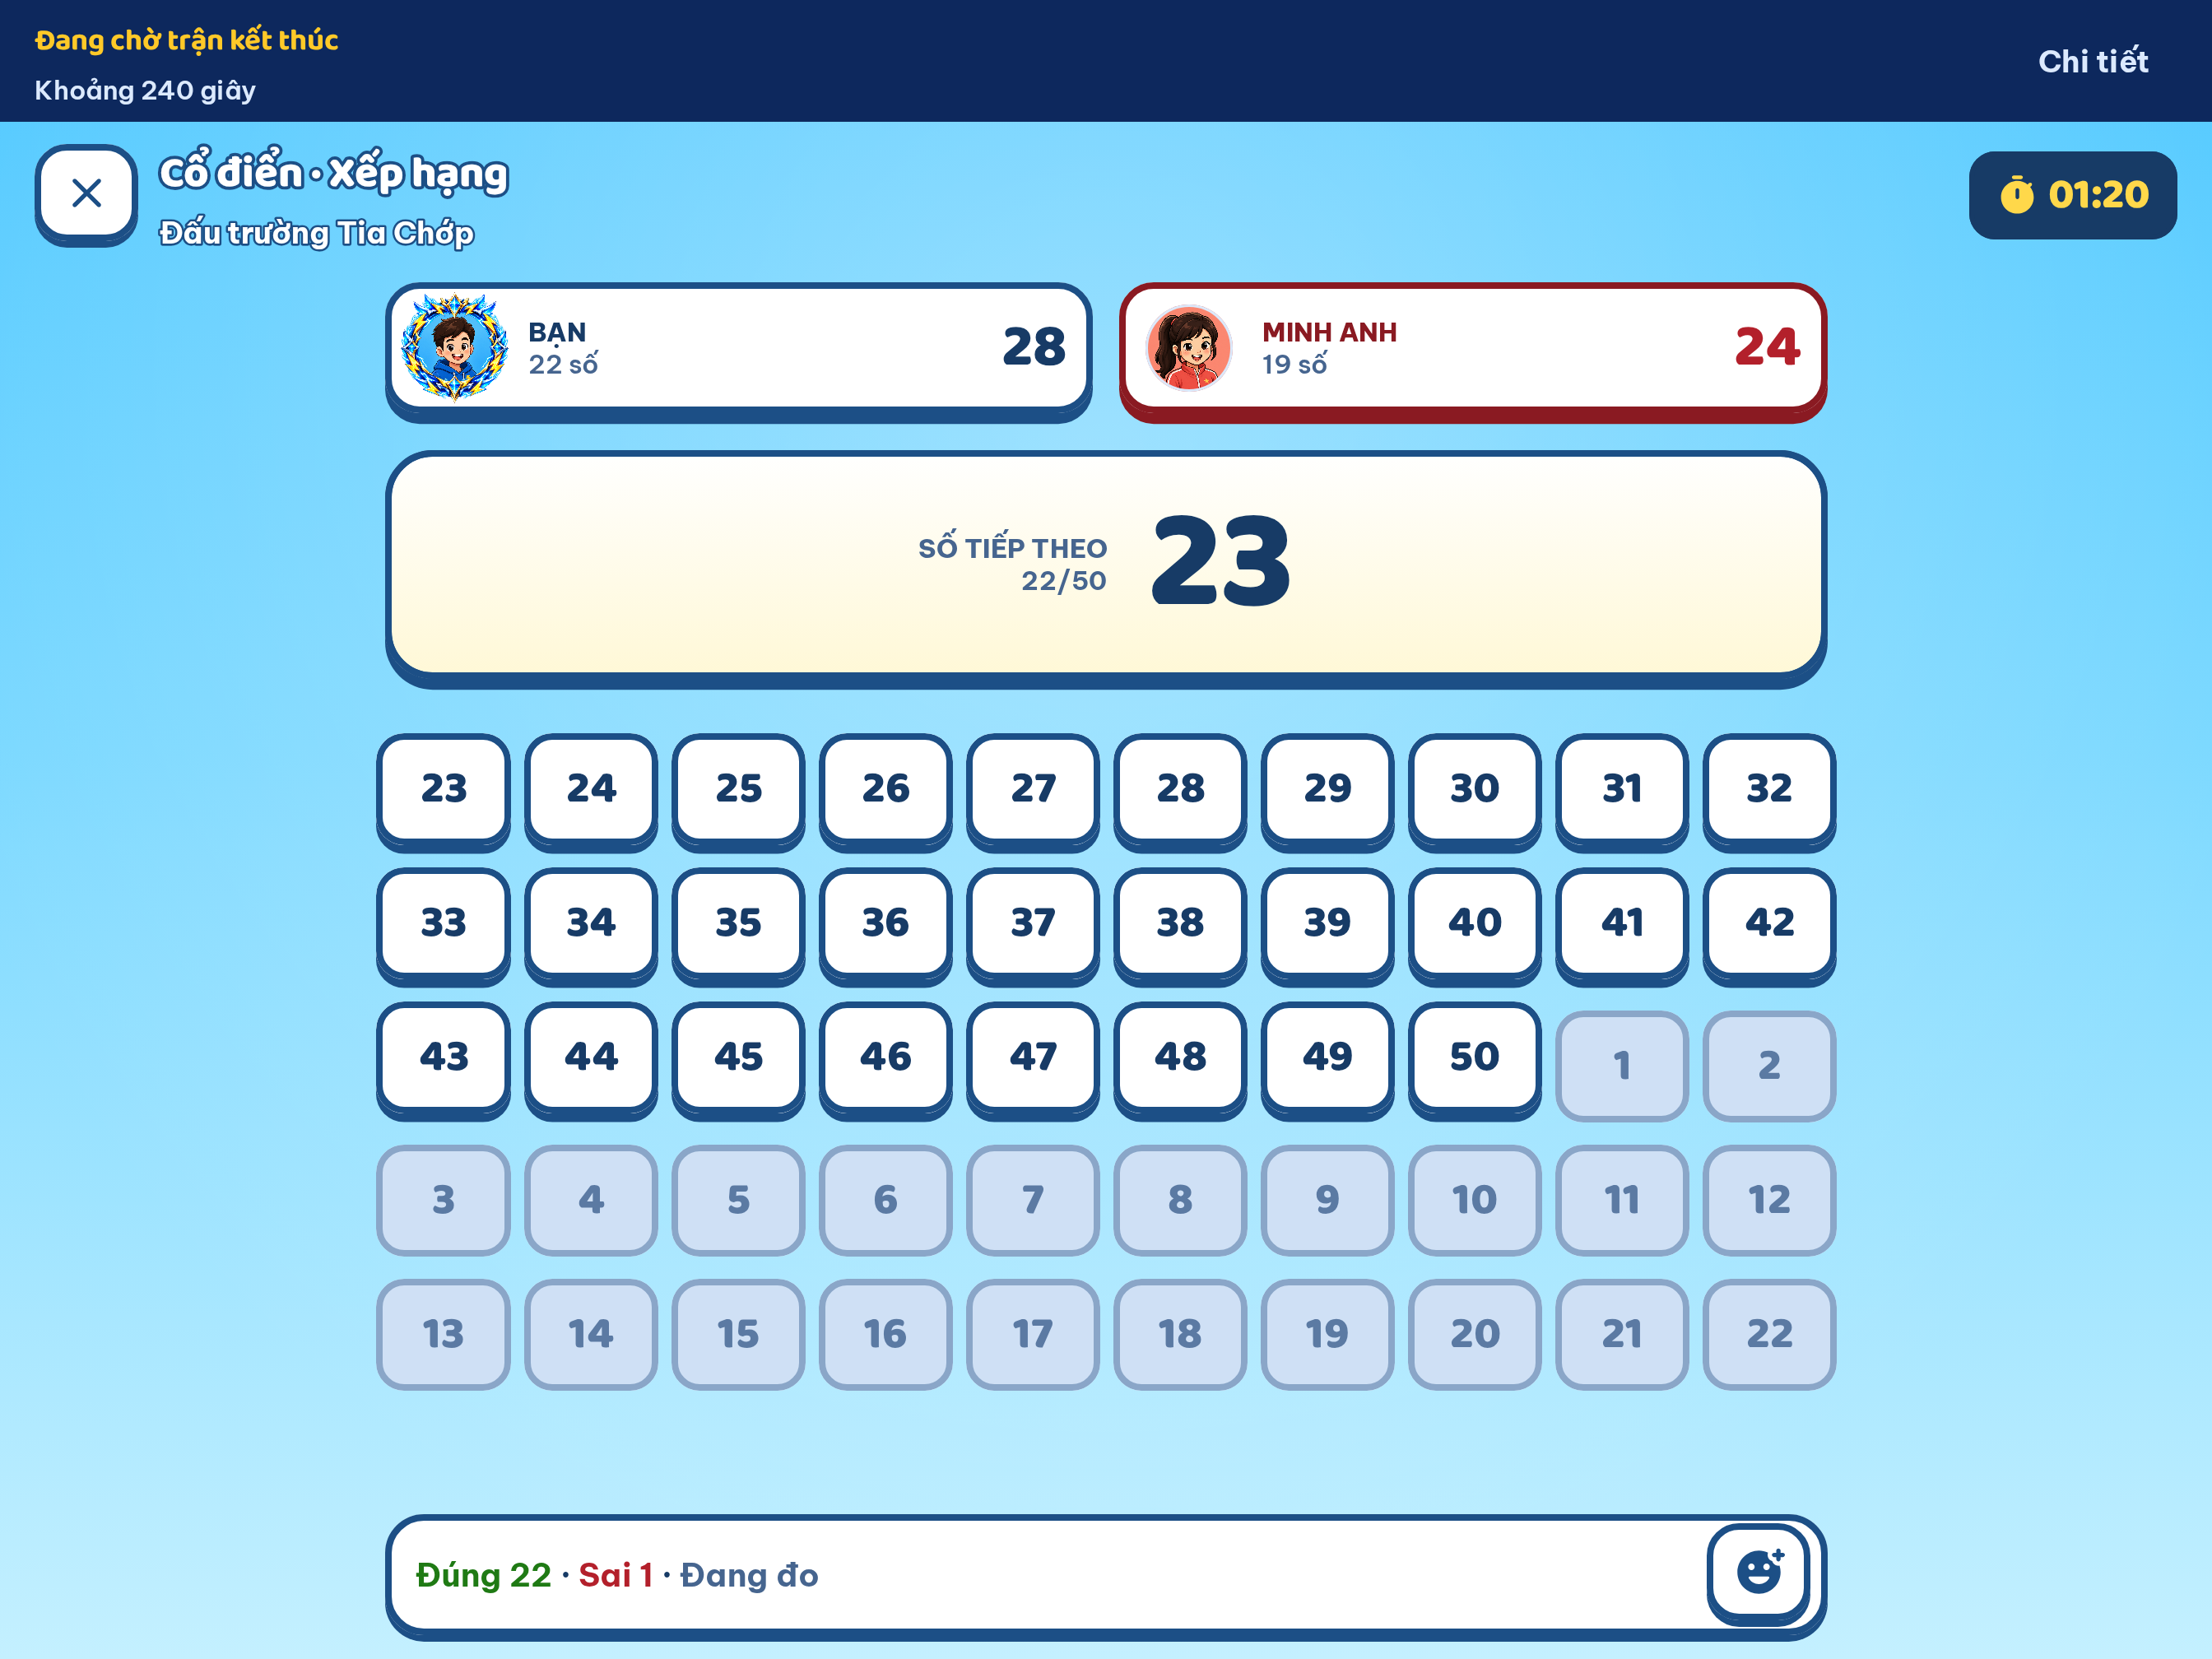 Đang chờ trận kết thúc
Khoảng 240 giây
Chi tiết
Cổ điển • Xếp hạng
Đấu trường Tia Chớp
01:20
BẠN
22 số
28
MINH ANH
19 số
24
SỐ TIẾP THEO
22/50
23
23 24 25 26 27 28 29 30 31 32
33 34 35 36 37 38 39 40 41 42
43 44 45 46 47 48 49 50 1 2
3 4 5 6 7 8 9 10 11 12
13 14 15 16 17 18 19 20 21 22
Đúng 22 · Sai 1 · Đang đo